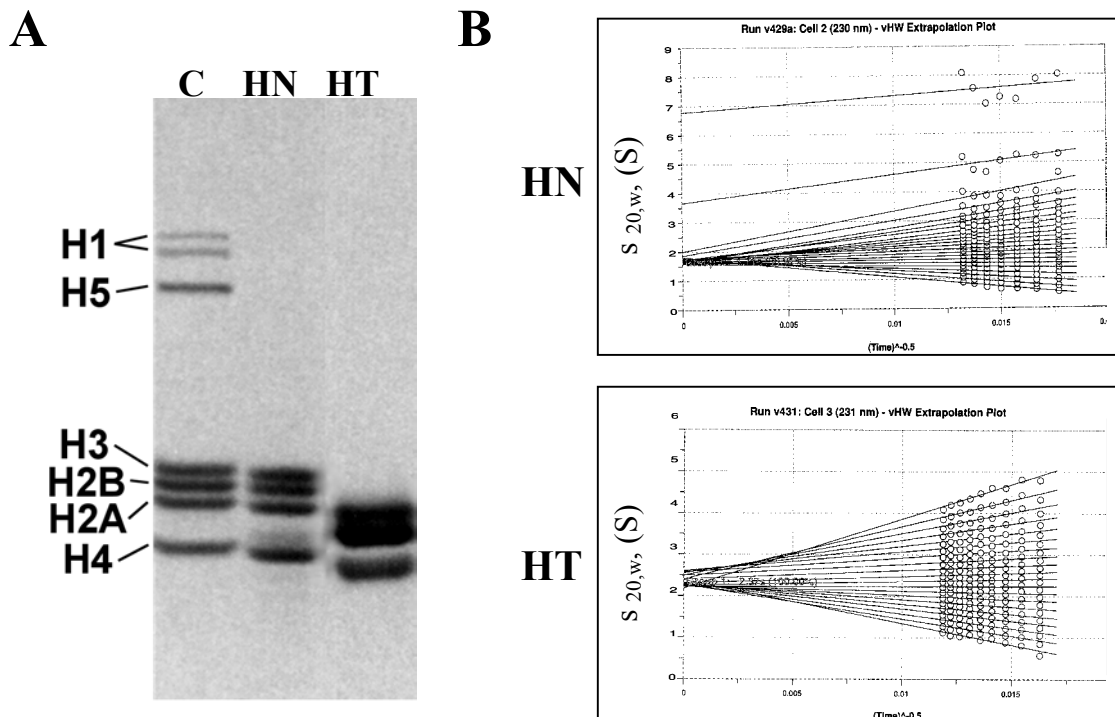 A
C HN HT
H1
H5
H3
H2B
H2A
H4
B
HN
Run v429a: Cell 2 (230 nm) - vHW Extrapolation Plot
S 20,w, (S)
9
8
7
6
5
4
3
2
1
0
0 0.005 0.01 0.015
(Time)^-0.5
HT
Run v431: Cell 3 (231 nm) - vHW Extrapolation Plot
S 20,w, (S)
6
5
4
3
2
1
0
0 0.005 0.01 0.015
(Time)^-0.5